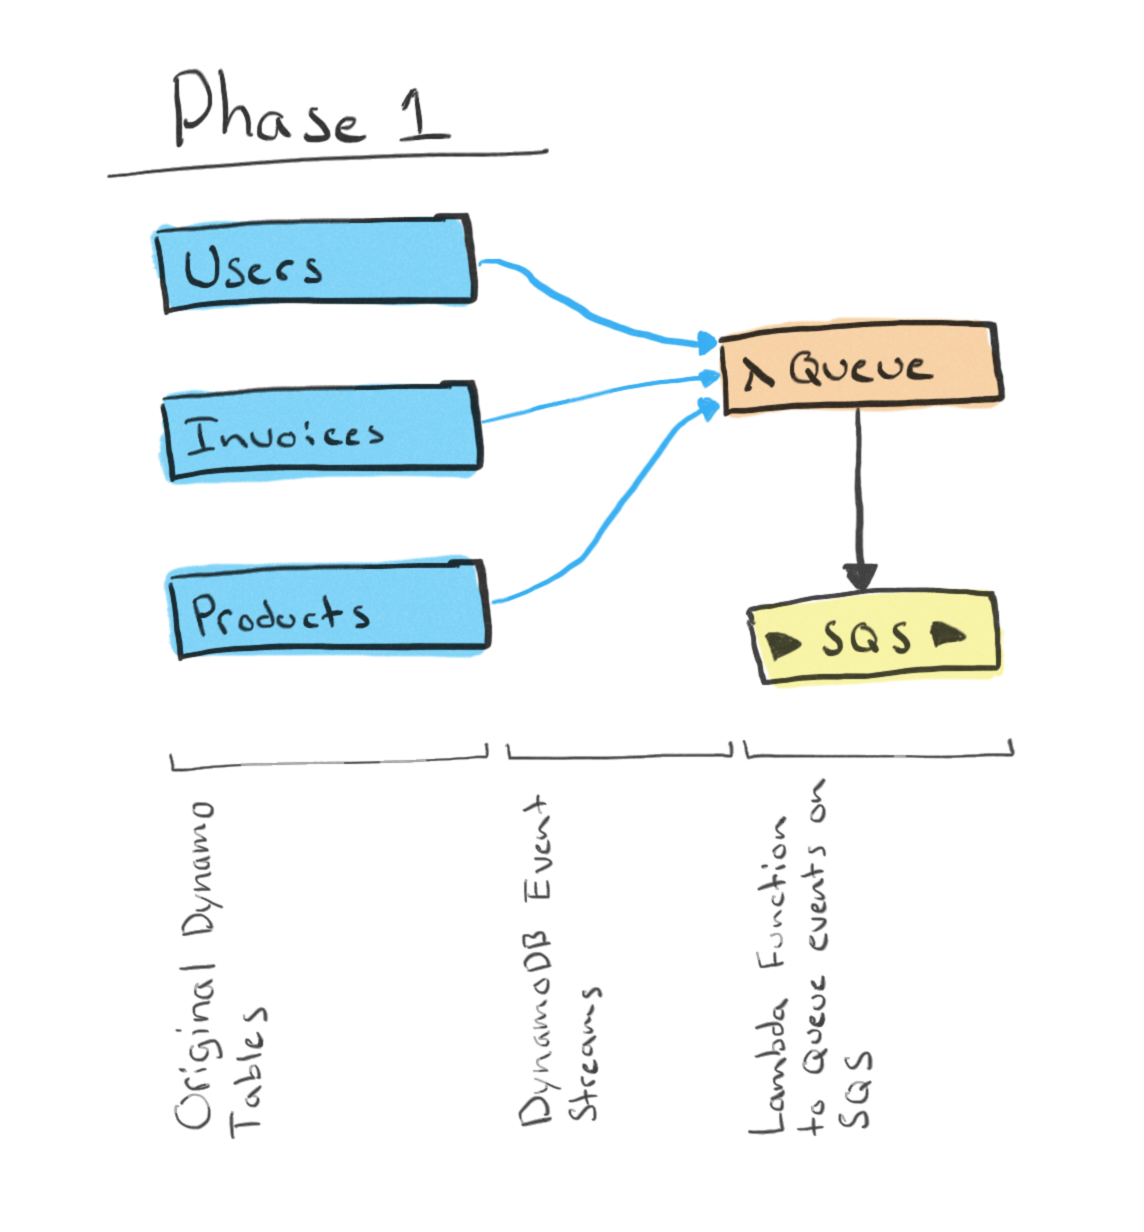 Phase 1
Users
Invoices
Products
λ Queue
SQS
Original Dynamo
Tables
DynamoDB Event
Streams
Lambda Function
to Queue events on
SQS